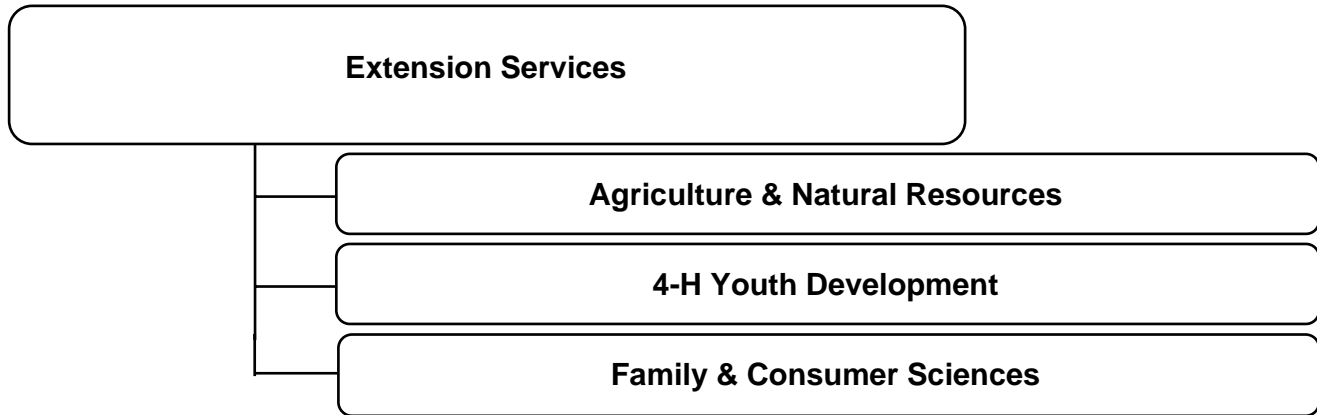 Extension Services
Agriculture & Natural Resources
4-H Youth Development
Family & Consumer Sciences